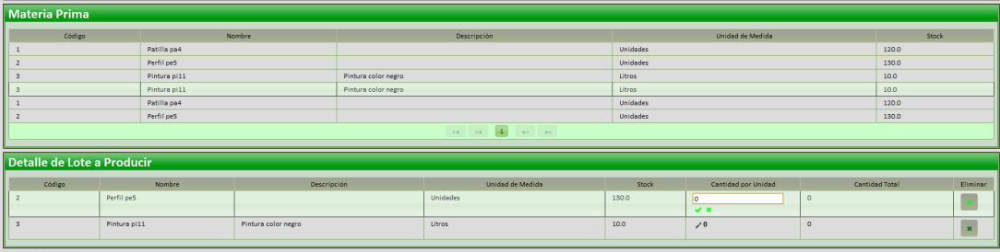 Materia Prima
Código Nombre Descripción Unidad de Medida Stock
1 Patilla pa4 Unidades 120.0
2 Perfil pe5 Unidades 130.0
3 Pintura pi11 Pintura color negro Litros 10.0
3 Pintura pi11 Pintura color negro Litros 10.0
1 Patilla pa4 Unidades 120.0
2 Perfil pe5 Unidades 130.0
1
Detalle de Lote a Producir
Código Nombre Descripción Unidad de Medida Stock Cantidad por Unidad Cantidad Total Eliminar
2 Perfil pe5 Unidades 130.0 0 0
3 Pintura pi11 Pintura color negro Litros 10.0 0 0